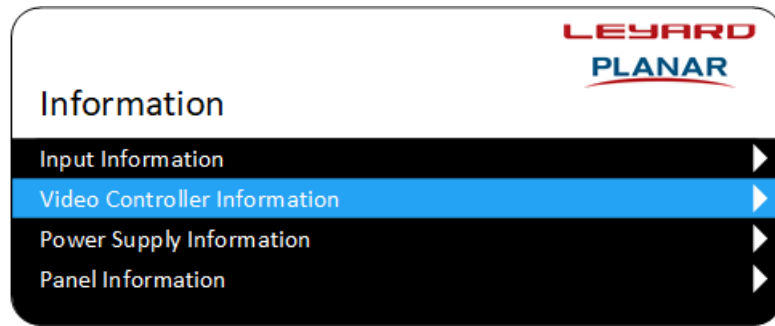 LEYARD
PLANAR
Information
Input Information
Video Controller Information
Power Supply Information
Panel Information